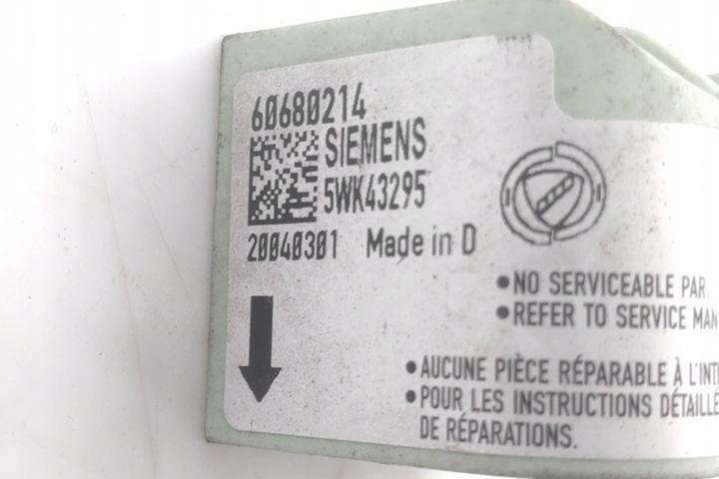 60680214
SIEMENS
5WK43295
20040301 Made in D
• NO SERVICEABLE PAR
• REFER TO SERVICE MAN
• AUCUNE PIÈCE RÉPARABLE À L'INT
• POUR LES INSTRUCTIONS DÉTAILLÉ
DE RÉPARATIONS.